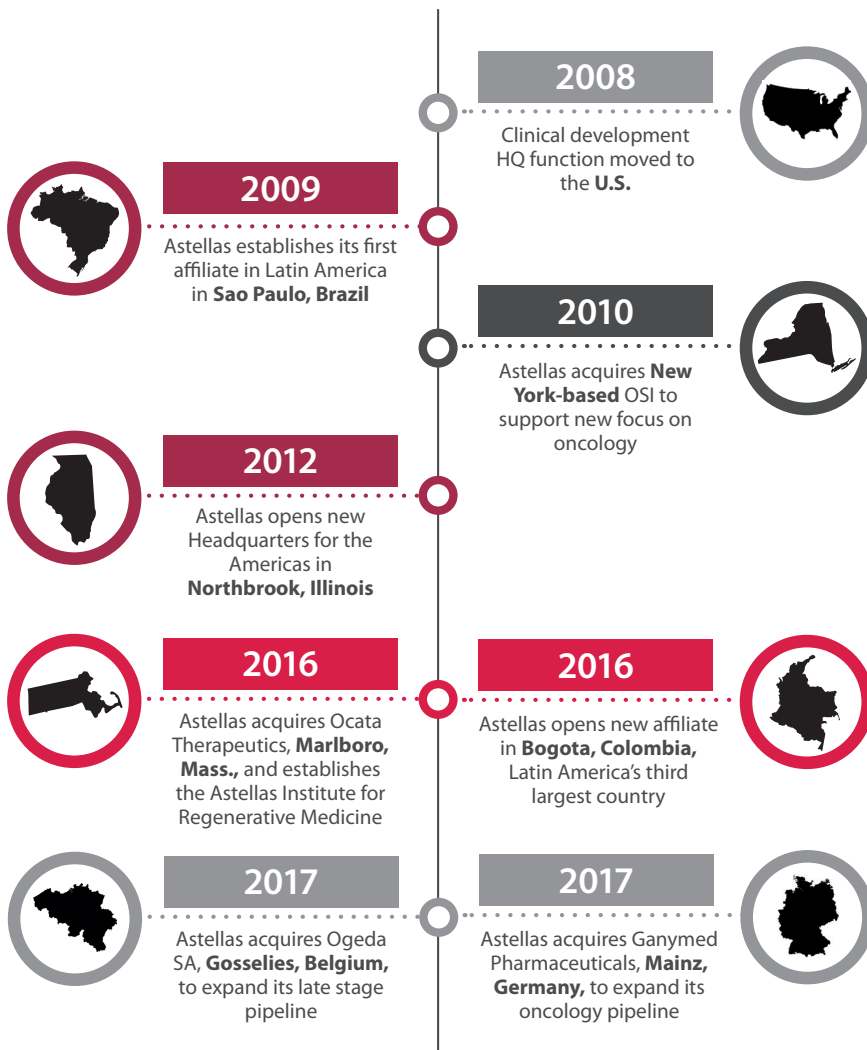 2008
Clinical development
HQ function moved to
the U.S.
2009
Astellas establishes its first
affiliate in Latin America
in Sao Paulo, Brazil
2010
Astellas acquires New
York-based OSI to
support new focus on
oncology
2012
Astellas opens new
Headquarters for the
Americas in
Northbrook, Illinois
2016
Astellas acquires Ocata
Therapeutics, Marlboro,
Mass., and establishes
the Astellas Institute for
Regenerative Medicine
2016
Astellas opens new affiliate
in Bogota, Colombia,
Latin America’s third
largest country
2017
Astellas acquires Ogeda
SA, Gosselies, Belgium,
to expand its late stage
pipeline
2017
Astellas acquires Ganymed
Pharmaceuticals, Mainz,
Germany, to expand its
oncology pipeline